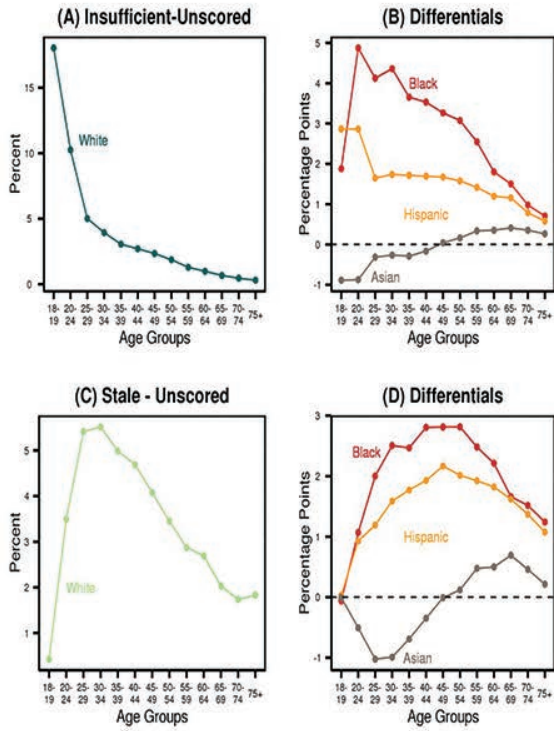 (A) Insufficient-Unscored
Percent
15
10
5
0
White
18-19 20-24 25-29 30-34 35-39 40-44 45-49 50-54 55-59 60-64 65-69 70-74 75+
Age Groups
(B) Differentials
Percentage Points
5
4
3
2
1
0
-1
Black
Hispanic
Asian
18-19 20-24 25-29 30-34 35-39 40-44 45-49 50-54 55-59 60-64 65-69 70-74 75+
Age Groups
(C) Stale - Unscored
Percent
5
4
3
2
1
White
18-19 20-24 25-29 30-34 35-39 40-44 45-49 50-54 55-59 60-64 65-69 70-74 75+
Age Groups
(D) Differentials
Percentage Points
3
2
1
0
-1
Black
Hispanic
Asian
18-19 20-24 25-29 30-34 35-39 40-44 45-49 50-54 55-59 60-64 65-69 70-74 75+
Age Groups